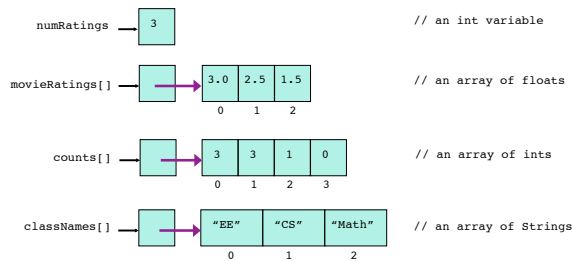 numRatings 3 // an int variable
movieRatings[] 3.0 2.5 1.5 // an array of floats
0 1 2
counts[] 3 3 1 0 // an array of ints
0 1 2 3
classNames[] “EE” “CS” “Math” // an array of Strings
0 1 2